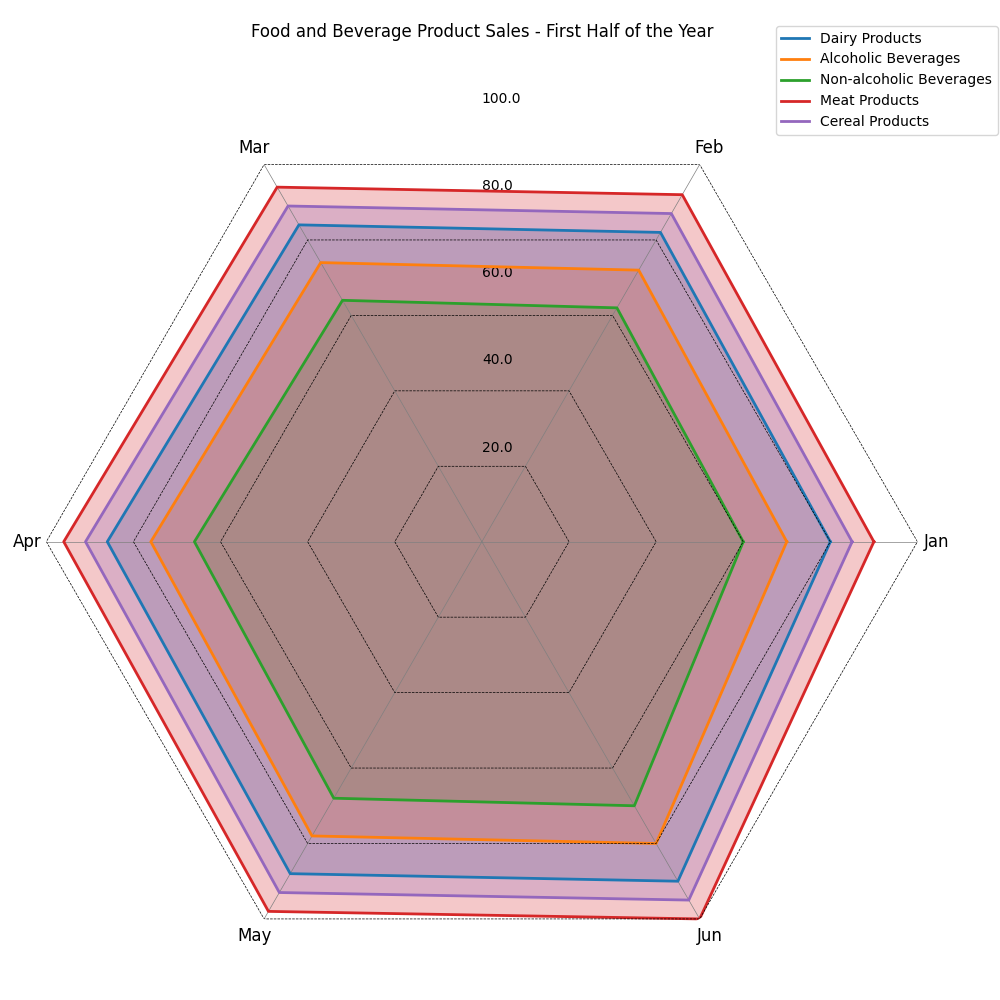 Food and Beverage Product Sales - First Half of the Year
Dairy Products
Alcoholic Beverages
Non-alcoholic Beverages
Meat Products
Cereal Products
100.0
Mar
Feb
80.0
60.0
40.0
20.0
Apr
Jan
May
Jun